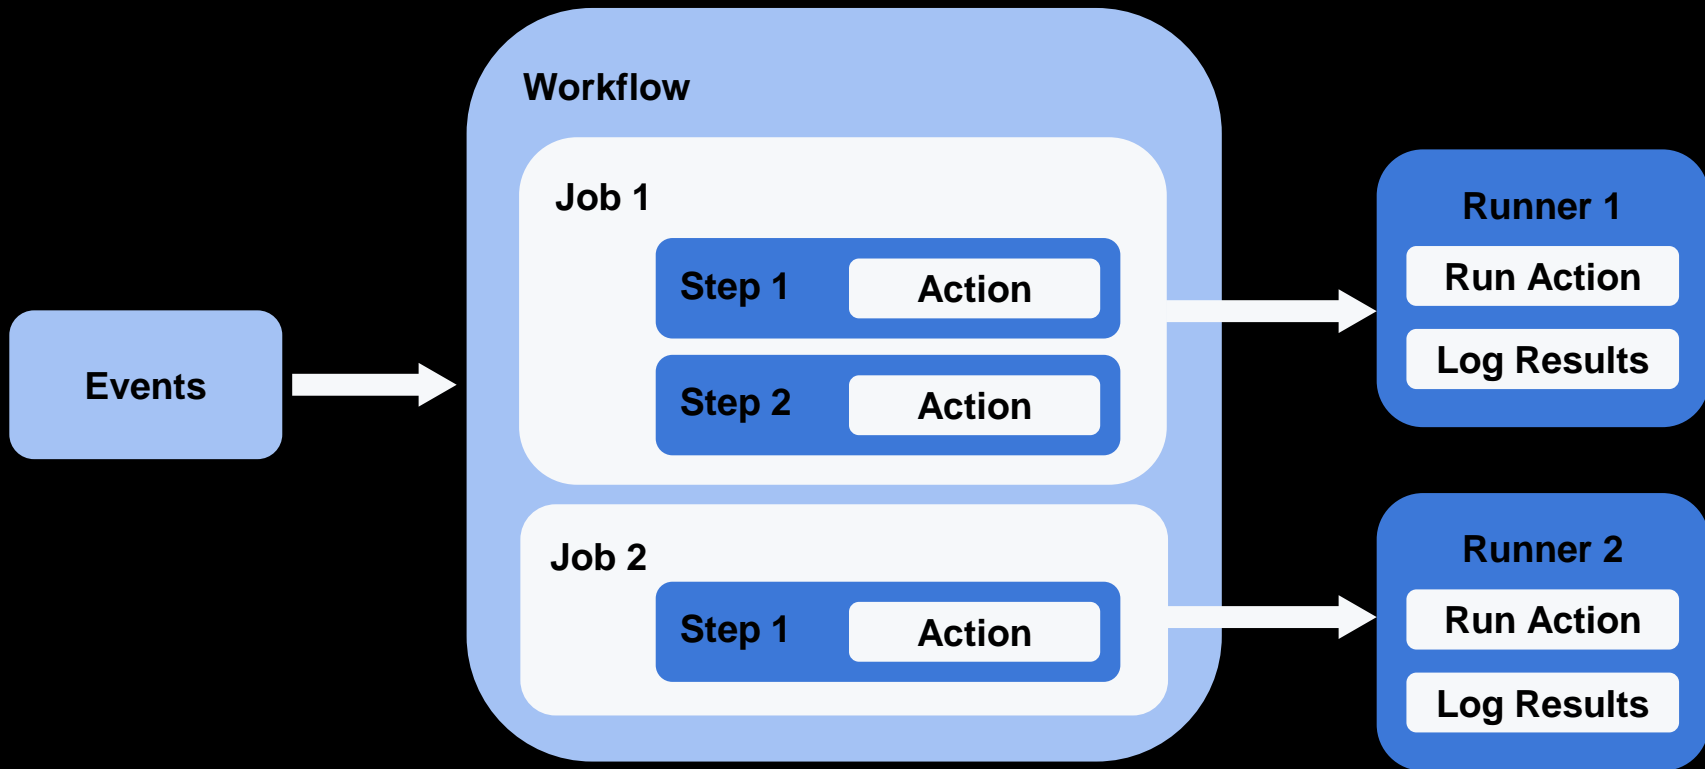 Workflow
Job 1
Step 1
Action
Step 2
Action
Job 2
Step 1
Action
Events
Runner 1
Run Action
Log Results
Runner 2
Run Action
Log Results